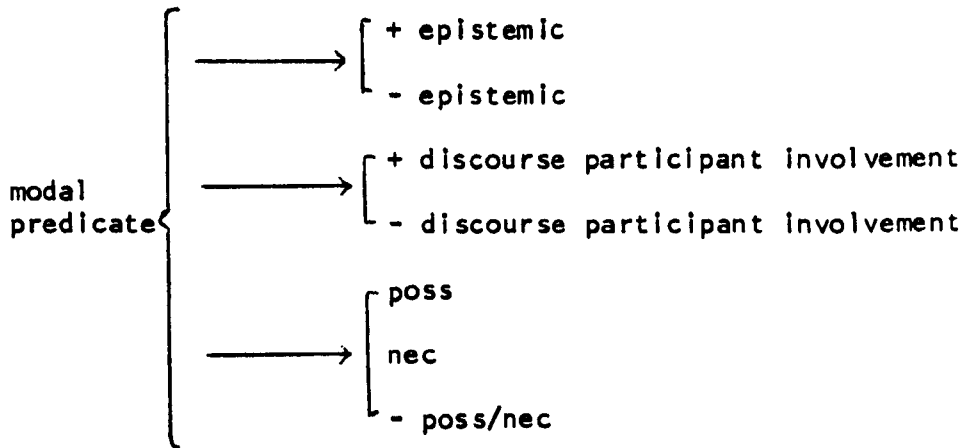 + epistemic
- epistemic
+ discourse participant involvement
modal
predicate
- discourse participant involvement
poss
nec
- poss/nec